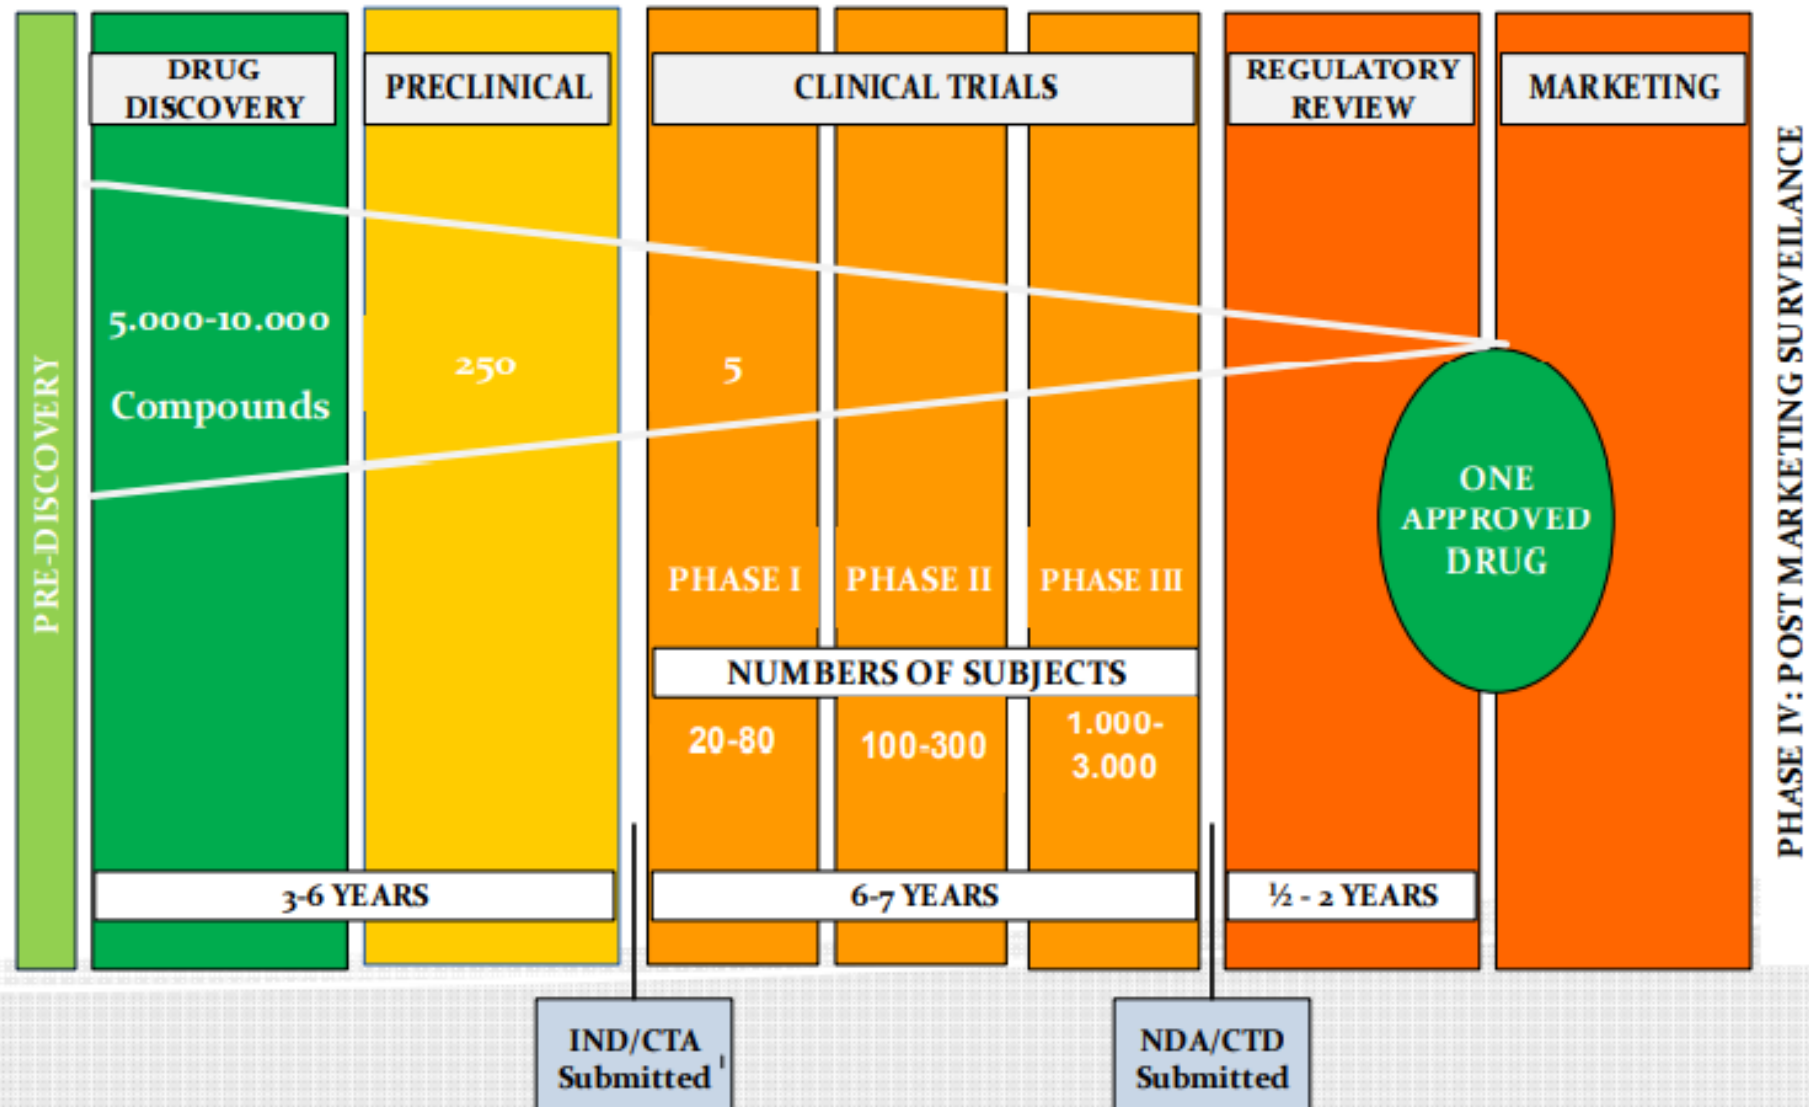 PRE-DISCOVERY
DRUG
DISCOVERY
5.000-10.000
Compounds
PRECLINICAL
250
3-6 YEARS
CLINICAL TRIALS
5
PHASE I
PHASE II
PHASE III
NUMBERS OF SUBJECTS
20-80
100-300
1.000-
3.000
6-7 YEARS
REGULATORY
REVIEW
½ - 2 YEARS
MARKETING
ONE
APPROVED
DRUG
PHASE IV: POSTMARKETING SURVEILANCE
IND/CTA
Submitted
NDA/CTD
Submitted